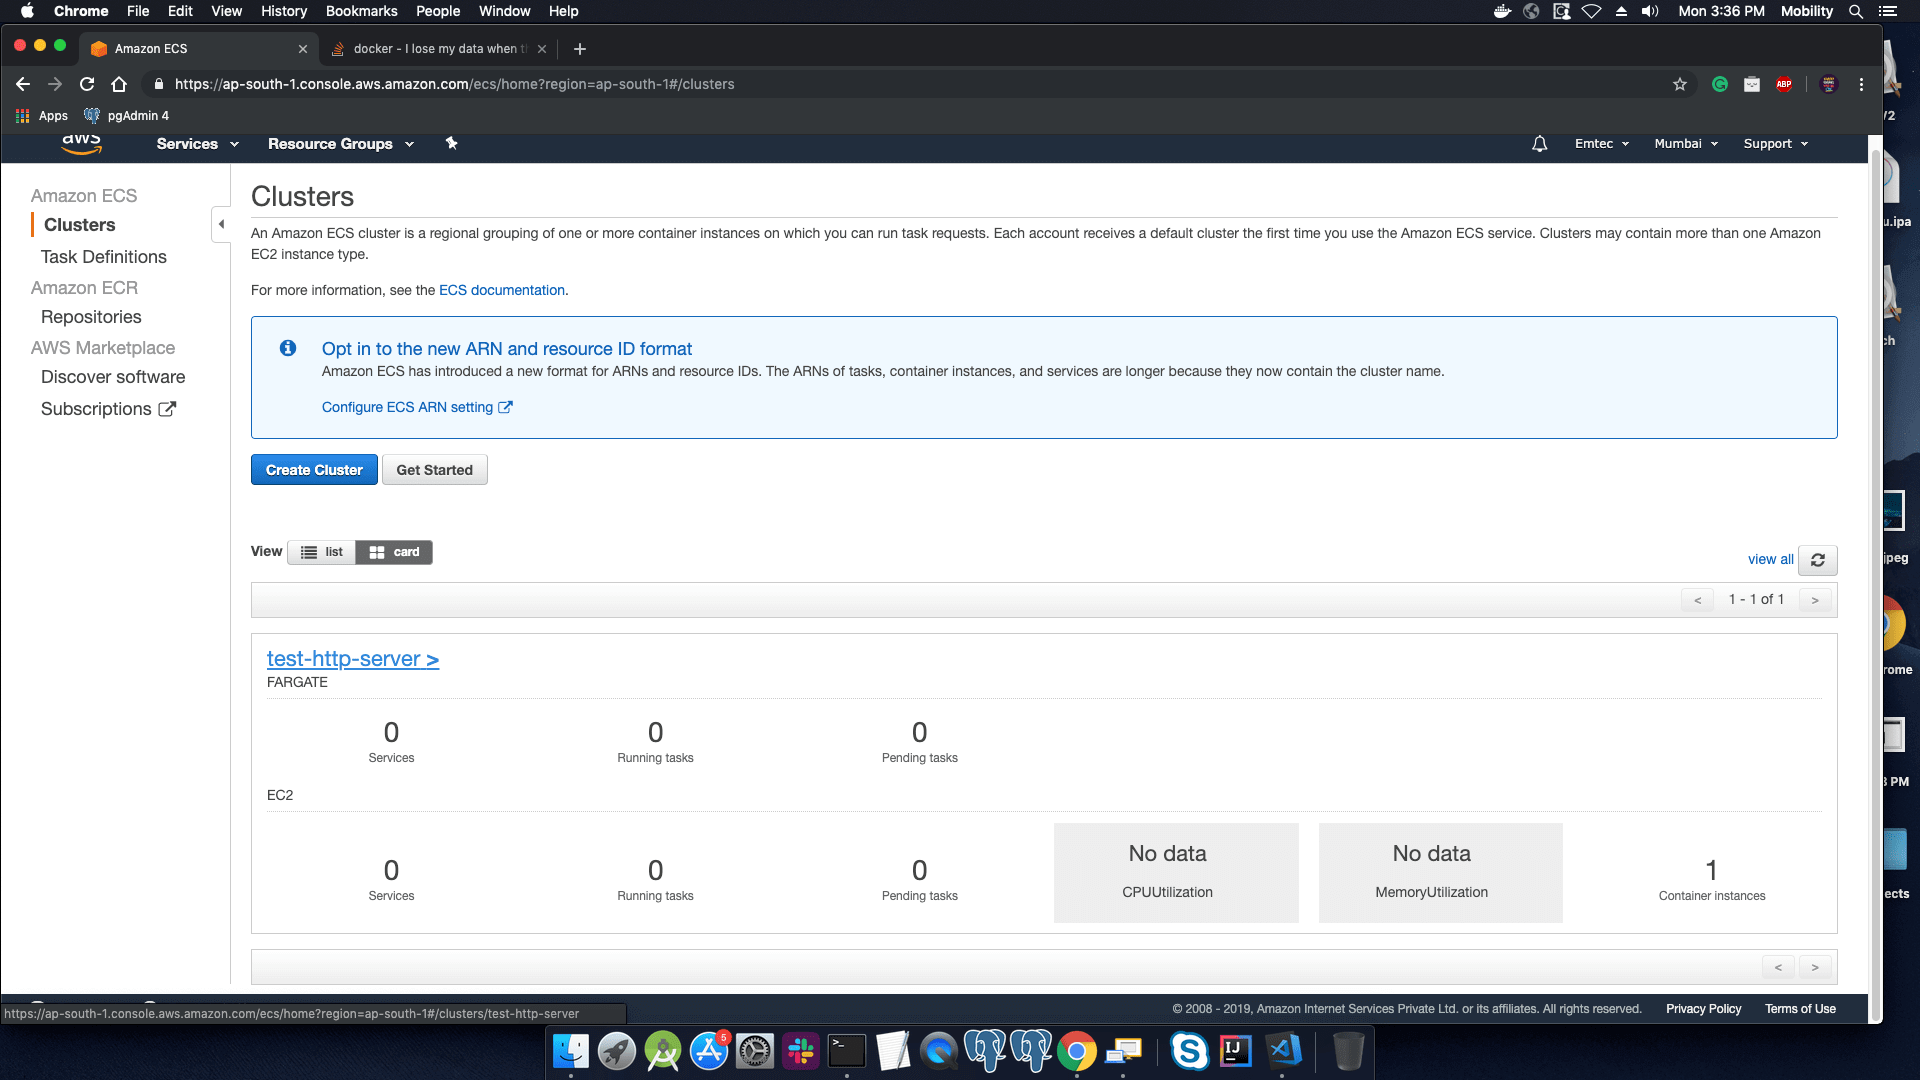 Chrome File Edit View History Bookmarks People Window Help
Mon 3:36 PM Mobility
Amazon ECS
docker - I lose my data when t
https://ap-south-1.console.aws.amazon.com/ecs/home?region=ap-south-1#/clusters
ABP
Apps pgAdmin 4
aws Services Resource Groups Emtec Mumbai Support
Amazon ECS
Clusters
Task Definitions
Amazon ECR
Repositories
AWS Marketplace
Discover software
Subscriptions
Clusters
An Amazon ECS cluster is a regional grouping of one or more container instances on which you can run task requests. Each account receives a default cluster the first time you use the Amazon ECS service. Clusters may contain more than one Amazon
EC2 instance type.
For more information, see the ECS documentation.
Opt in to the new ARN and resource ID format
Amazon ECS has introduced a new format for ARNs and resource IDs. The ARNs of tasks, container instances, and services are longer because they now contain the cluster name.
Configure ECS ARN setting
Create Cluster Get Started
View list card
view all
< 1 - 1 of 1 >
test-http-server >
FARGATE
0 0 0
Services Running tasks Pending tasks
EC2
No data No data
0 0 0 1
CPUUtilization MemoryUtilization
Services Running tasks Pending tasks Container instances
< >
https://ap-south-1.console.aws.amazon.com/ecs/home?region=ap-south-1#/clusters/test-http-server
© 2008 - 2019, Amazon Internet Services Private Ltd. or its affiliates. All rights reserved. Privacy Policy Terms of Use
5
>_
IJ
u.ipa
ch
jpeg
rome
PM
ects